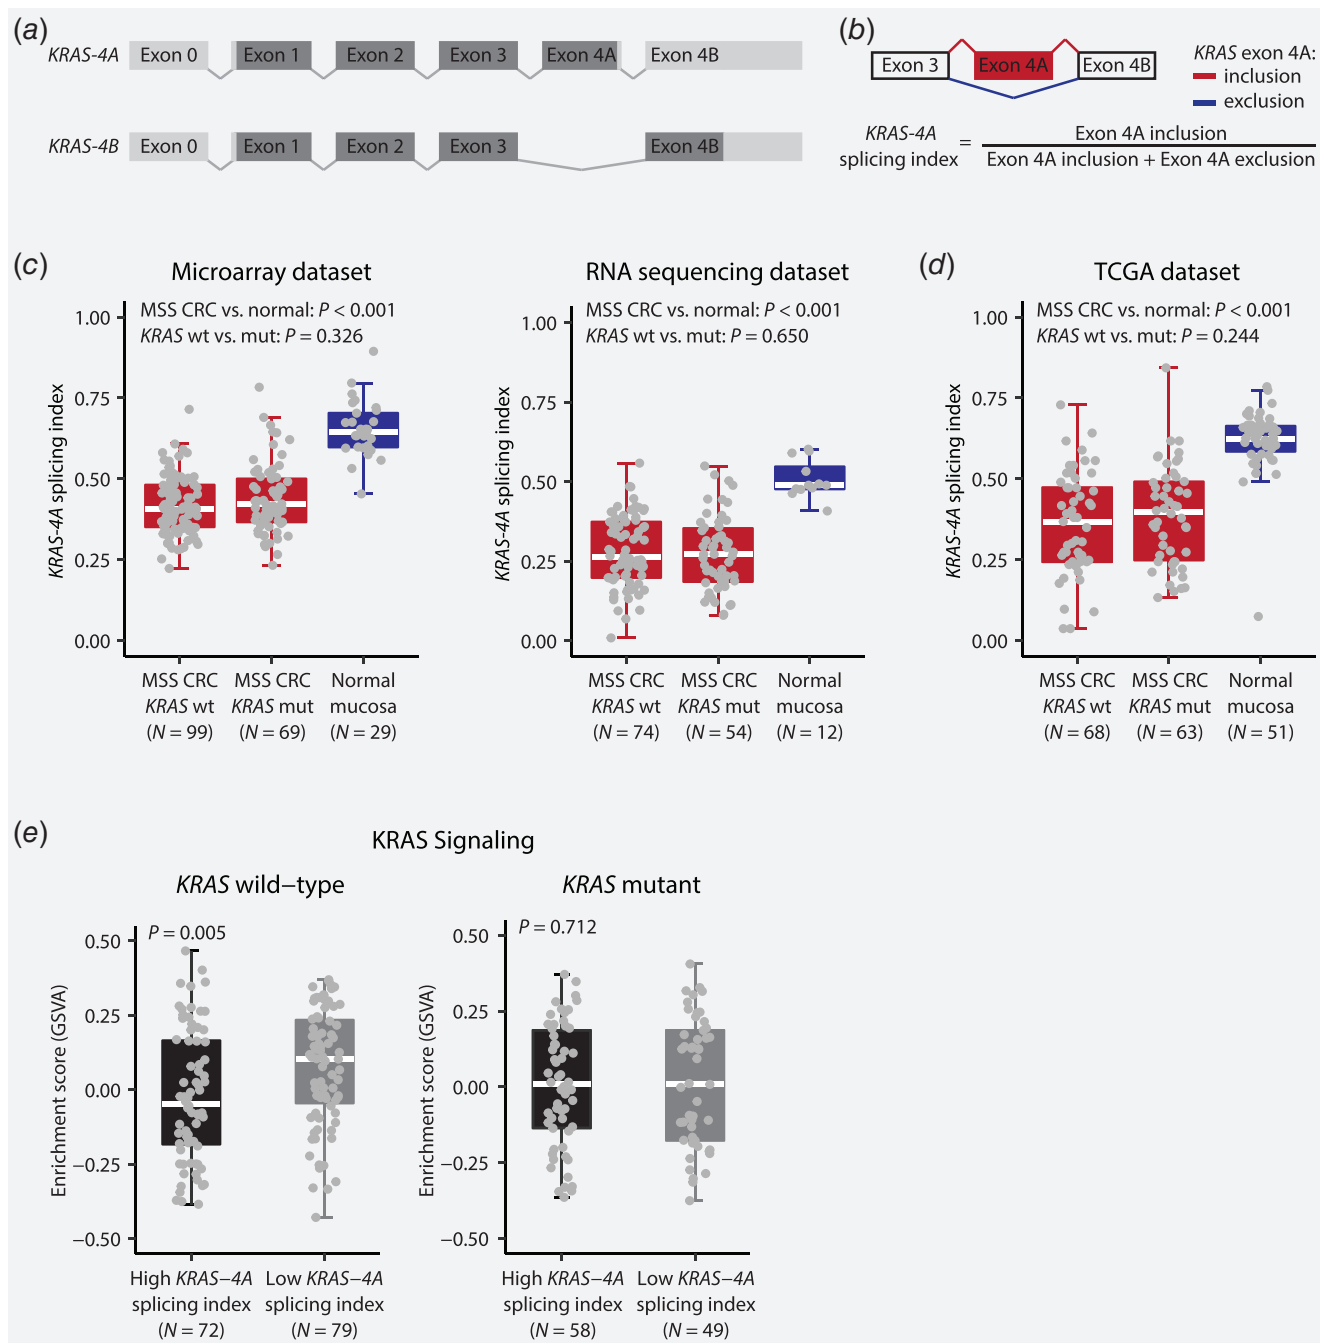 (a)
KRAS-4A Exon 0 Exon 1 Exon 2 Exon 3 Exon 4A Exon 4B
KRAS-4B Exon 0 Exon 1 Exon 2 Exon 3 Exon 4B
(b)
Exon 3 Exon 4A Exon 4B
KRAS exon 4A:
inclusion
exclusion
KRAS-4A
splicing index
=
Exon 4A inclusion
Exon 4A inclusion + Exon 4A exclusion
(c)
Microarray dataset
MSS CRC vs. normal: P < 0.001
KRAS wt vs. mut: P = 0.326
KRAS-4A splicing index
1.00
0.75
0.50
0.25
0.00
MSS CRC MSS CRC Normal
KRAS wt KRAS mut mucosa
(N = 99) (N = 69) (N = 29)
RNA sequencing dataset
MSS CRC vs. normal: P < 0.001
KRAS wt vs. mut: P = 0.650
KRAS-4A splicing index
1.00
0.75
0.50
0.25
0.00
MSS CRC MSS CRC Normal
KRAS wt KRAS mut mucosa
(N = 74) (N = 54) (N = 12)
(d)
TCGA dataset
MSS CRC vs. normal: P < 0.001
KRAS wt vs. mut: P = 0.244
KRAS-4A splicing index
1.00
0.75
0.50
0.25
0.00
MSS CRC MSS CRC Normal
KRAS wt KRAS mut mucosa
(N = 68) (N = 63) (N = 51)
(e)
KRAS Signaling
KRAS wild−type
P = 0.005
Enrichment score (GSVA)
0.50
0.25
0.00
−0.25
−0.50
High KRAS−4A Low KRAS−4A
splicing index splicing index
(N = 72) (N = 79)
KRAS mutant
P = 0.712
Enrichment score (GSVA)
0.50
0.25
0.00
−0.25
−0.50
High KRAS−4A Low KRAS−4A
splicing index splicing index
(N = 58) (N = 49)